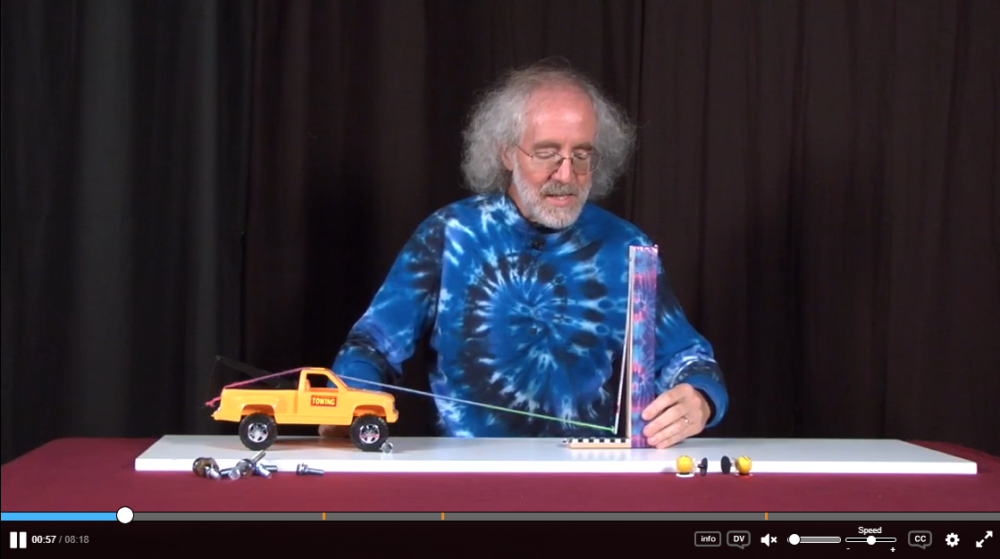 TOWING
00:57 / 08:18
info
DV
Speed
- +
CC